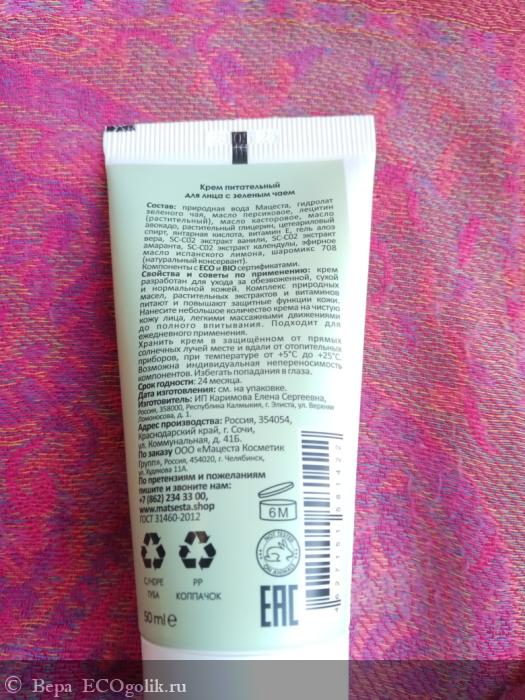 Крем питательный
для лица с зеленым чаем
Состав: природная вода Мацеста, гидролат
зеленого чая, масло персиковое, лецитин
(растительный), масло касторовое, масло
авокадо, растительный глицерин, цетеариловый
спирт, янтарная кислота, витамин Е, гель алоэ
вера, SC-CO2 экстракт ванили, SC-CO2 экстракт
амаранта, SC-CO2 экстракт календулы, эфирное
масло испанского лимона, шаромикс 708
(натуральный консервант).
Компоненты с ECO и BIO сертификатами.
Свойства и советы по применению: крем
разработан для ухода за обезвоженной, сухой
и нормальной кожей. Комплекс природных
масел, растительных экстрактов и витаминов
питают и повышают защитные функции кожи.
Нанесите небольшое количество крема на чистую
кожу лица, легкими массажными движениями
до полного впитывания. Подходит для
ежедневного применения.
Хранить крем в защищённом от прямых
солнечных лучей месте и вдали от отопительных
приборов, при температуре от +5°С до +25°С.
Возможна индивидуальная непереносимость
компонентов. Избегать попадания в глаза.
Срок годности: 24 месяца.
Дата изготовления: см. на упаковке.
Изготовитель: ИП Каримова Елена Сергеевна,
Россия, 358000, Республика Калмыкия, г. Элиста, ул. Верхняя
Ломоносова, д. 1.
Адрес производства: Россия, 354054,
Краснодарский край, г. Сочи,
ул. Коммунальная, д. 41Б.
По заказу ООО «Мацеста Косметик
Групп», Россия, 454020, г. Челябинск,
ул. Худякова 11А.
По претензиям и пожеланиям
пишите и звоните нам:
+7 (862) 234 33 00,
www.matsesta.shop
ГОСТ 31460-2012
6M
NOT TESTED
ON ANIMALS
C/HDPE
ТУБА
PP
КОЛПАЧОК
50 ml e
EAC
Вера ECOgolik.ru